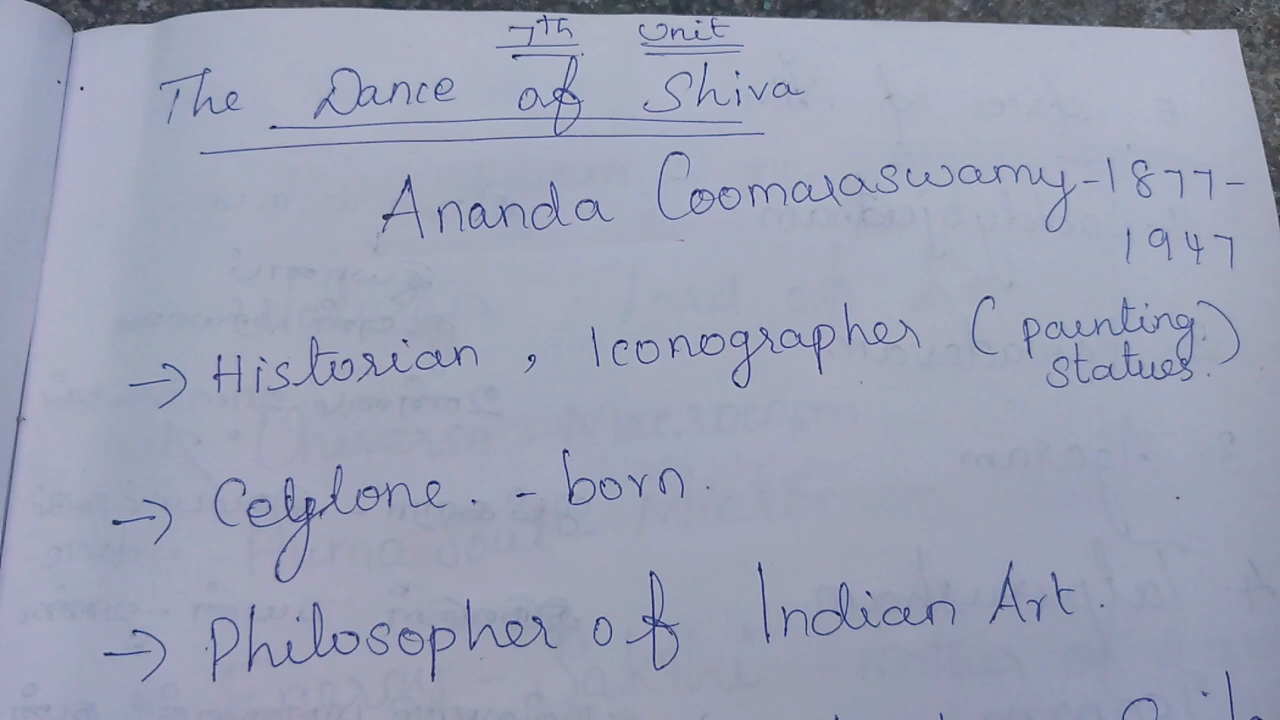 7th Unit
The Dance of Shiva
Ananda Coomaraswamy - 1877-
1947
→ Historian , Iconographer ( painting
statues. )
→ Ceylone. - born.
→ Philosopher of Indian Art.